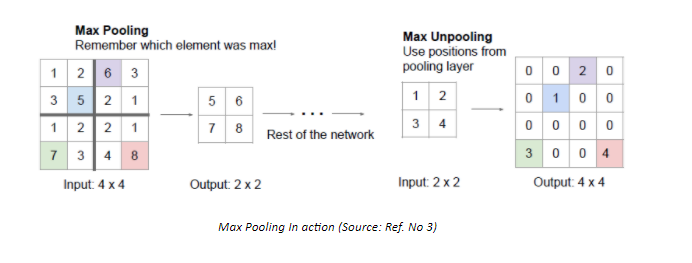 Max Pooling
Remember which element was max!
1 2 6 3
3 5 2 1
1 2 2 1
7 3 4 8
Input: 4 x 4
5 6
7 8
Output: 2 x 2
...
Rest of the network
Max Unpooling
Use positions from
pooling layer
1 2
3 4
Input: 2 x 2
0 0 2 0
0 1 0 0
0 0 0 0
3 0 0 4
Output: 4 x 4
Max Pooling In action (Source: Ref. No 3)